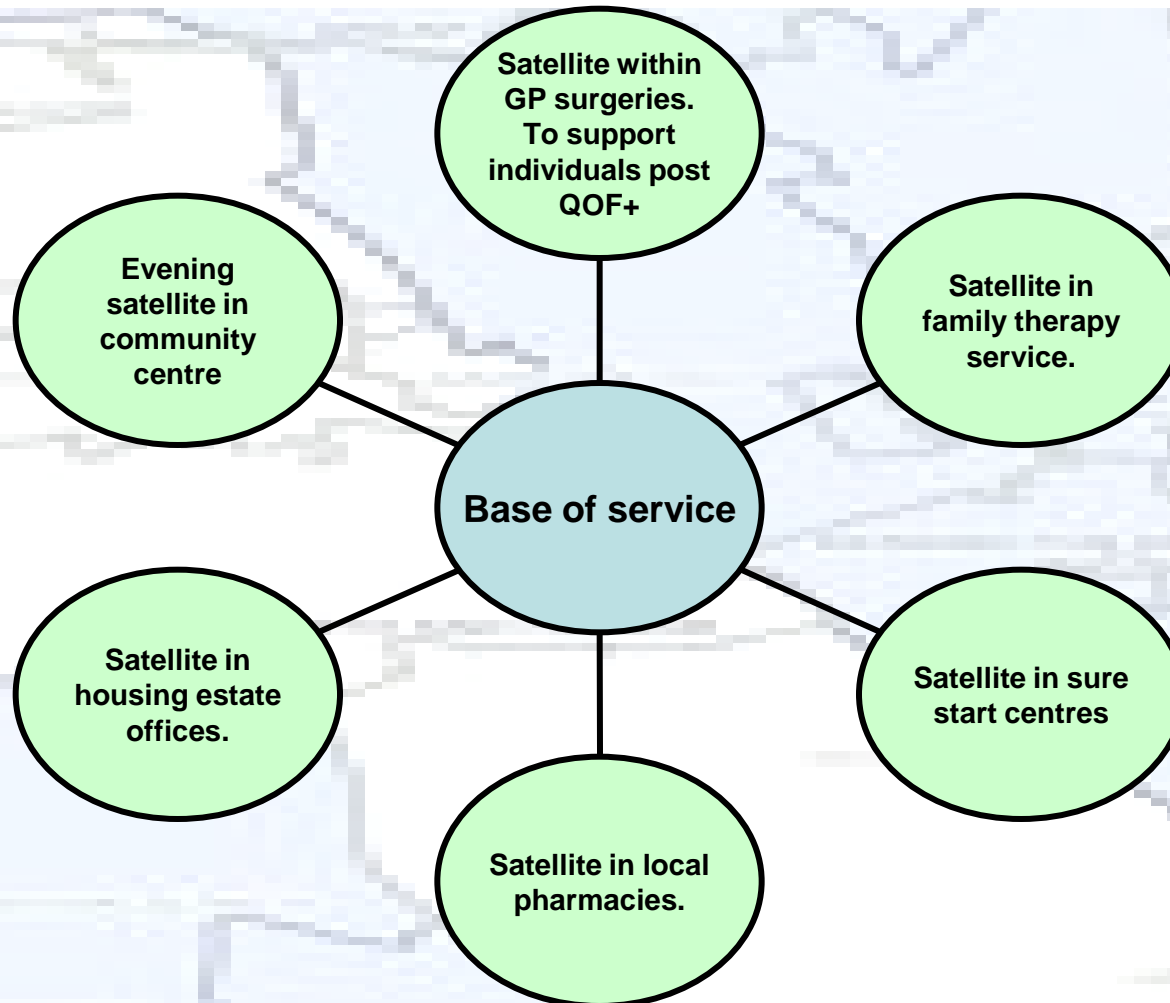 Satellite within
GP surgeries.
To support
individuals post
QOF+
Evening
satellite in
community
centre
Satellite in
family therapy
service.
Base of service
Satellite in
housing estate
offices.
Satellite in sure
start centres
Satellite in local
pharmacies.